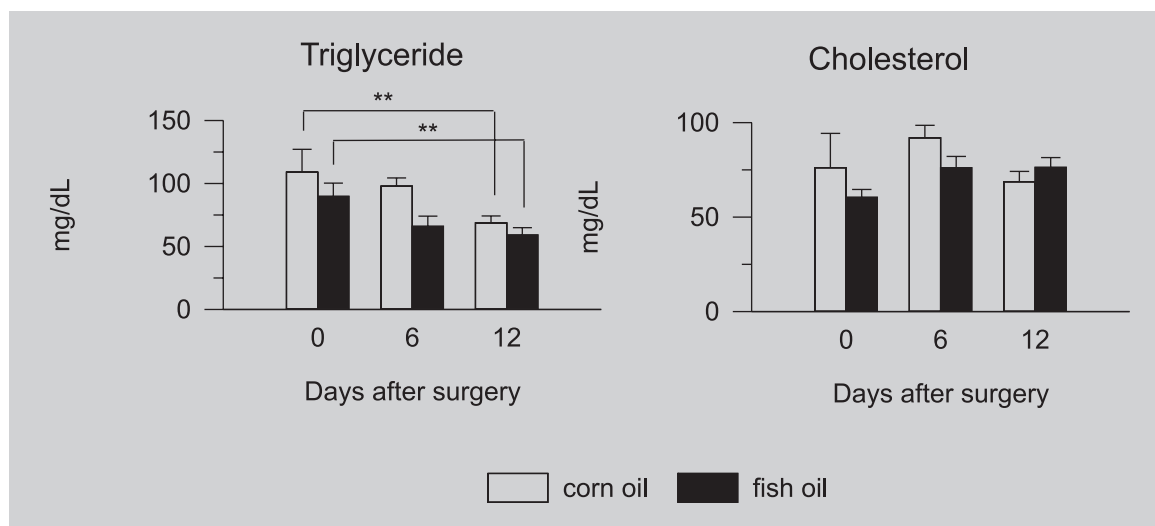 Triglyceride
**
**
150
100
50
0
mg/dL
0 6 12
Days after surgery
Cholesterol
100
50
0
mg/dL
0 6 12
Days after surgery
corn oil fish oil